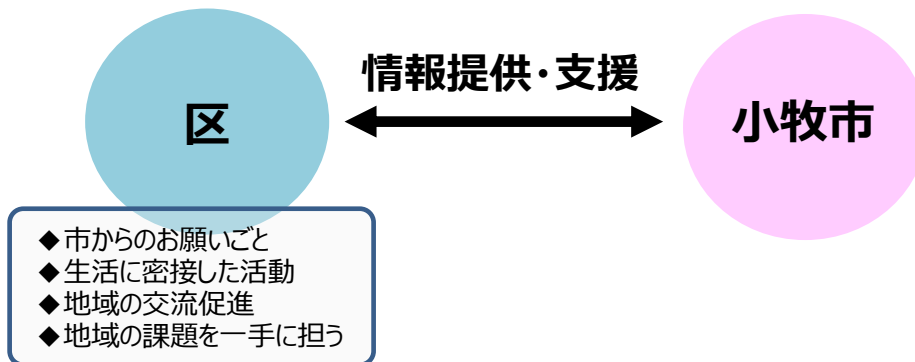 情報提供・支援
区
小牧市
◆市からのお願いごと
◆生活に密接した活動
◆地域の交流促進
◆地域の課題を一手に担う